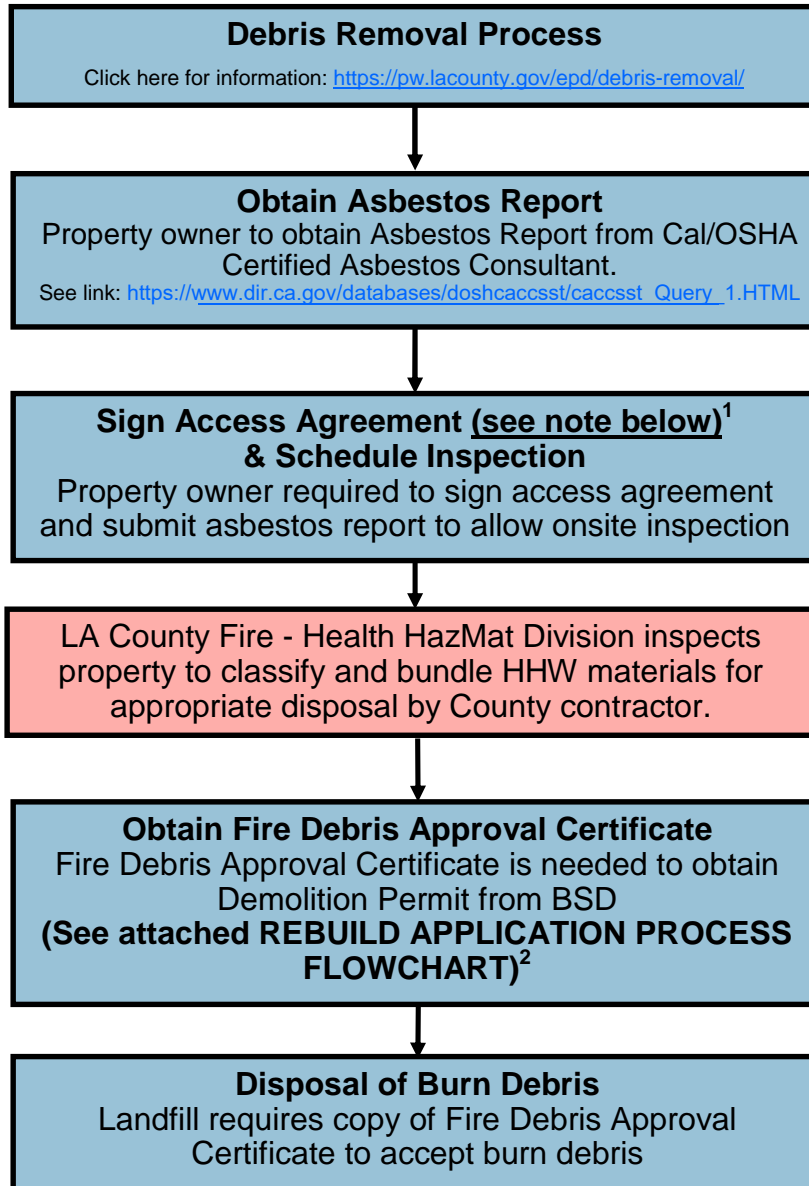 Debris Removal Process
Click here for information: https://pw.lacounty.gov/epd/debris-removal/
Obtain Asbestos Report
Property owner to obtain Asbestos Report from Cal/OSHA
Certified Asbestos Consultant.
See link: https://www.dir.ca.gov/databases/doshcaccsst/caccsst_Query_1.HTML
Sign Access Agreement (see note below)1
& Schedule Inspection
Property owner required to sign access agreement
and submit asbestos report to allow onsite inspection
LA County Fire - Health HazMat Division inspects
property to classify and bundle HHW materials for
appropriate disposal by County contractor.
Obtain Fire Debris Approval Certificate
Fire Debris Approval Certificate is needed to obtain
Demolition Permit from BSD
(See attached REBUILD APPLICATION PROCESS
FLOWCHART)2
Disposal of Burn Debris
Landfill requires copy of Fire Debris Approval
Certificate to accept burn debris